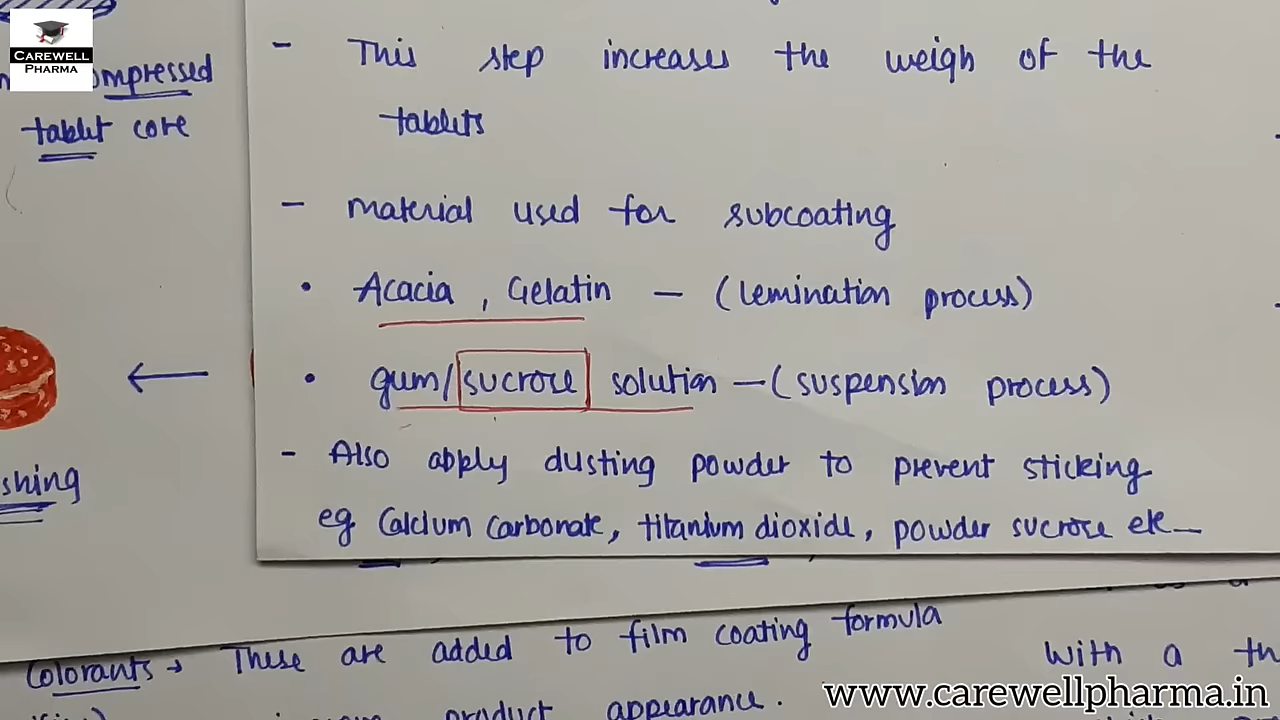 CAREWELL
PHARMA
compressed
tablet core
- This step increases the weigh of the
tablets
- material used for subcoating
• Acacia, Gelatin - (lemination process)
• gum/sucrose solution - (suspension process)
- Also apply dusting powder to prevent sticking
eg Calcium carbonate, titanium dioxide, powder sucrose etc
shing
Colorants → These are added to film coating formula
product appearance.
with a th
www.carewellpharma.in